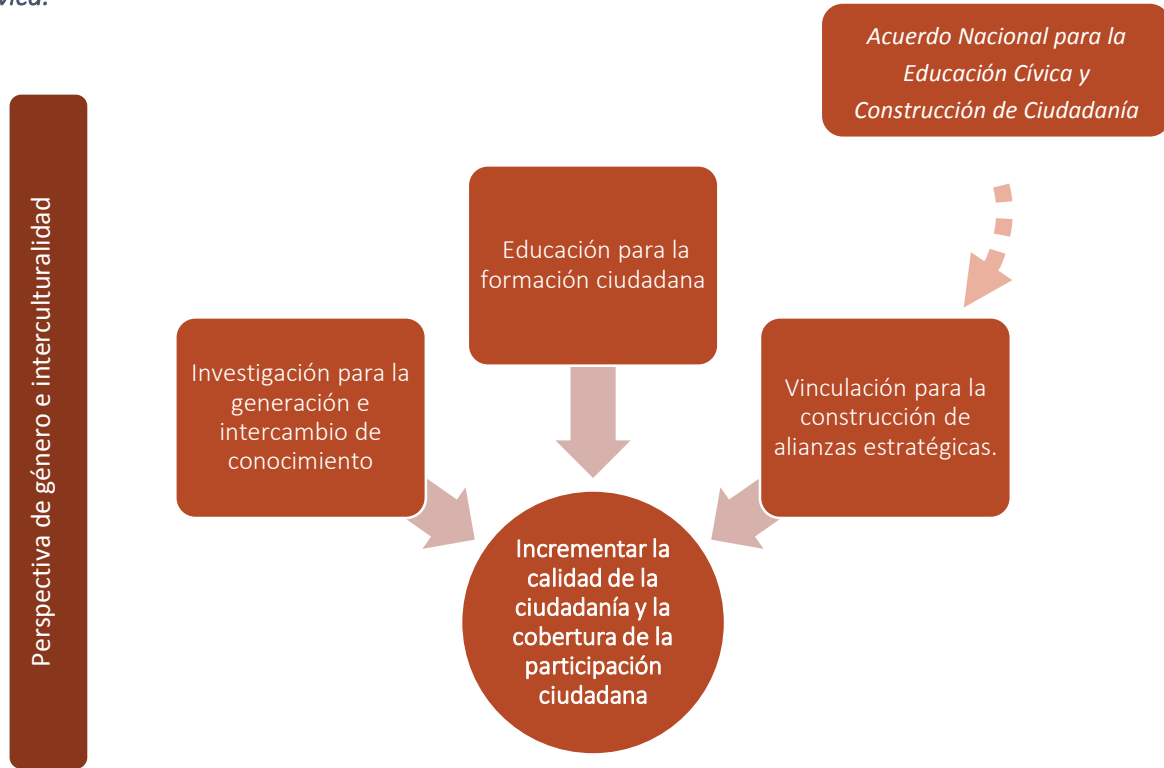 Acuerdo Nacional para la
Educación Cívica y
Construcción de Ciudadanía
Perspectiva de género e interculturalidad
Educación para la
formación ciudadana
Investigación para la
generación e
intercambio de
conocimiento
Vinculación para la
construcción de
alianzas estratégicas.
Incrementar la
calidad de la
ciudadanía y la
cobertura de la
participación
ciudadana